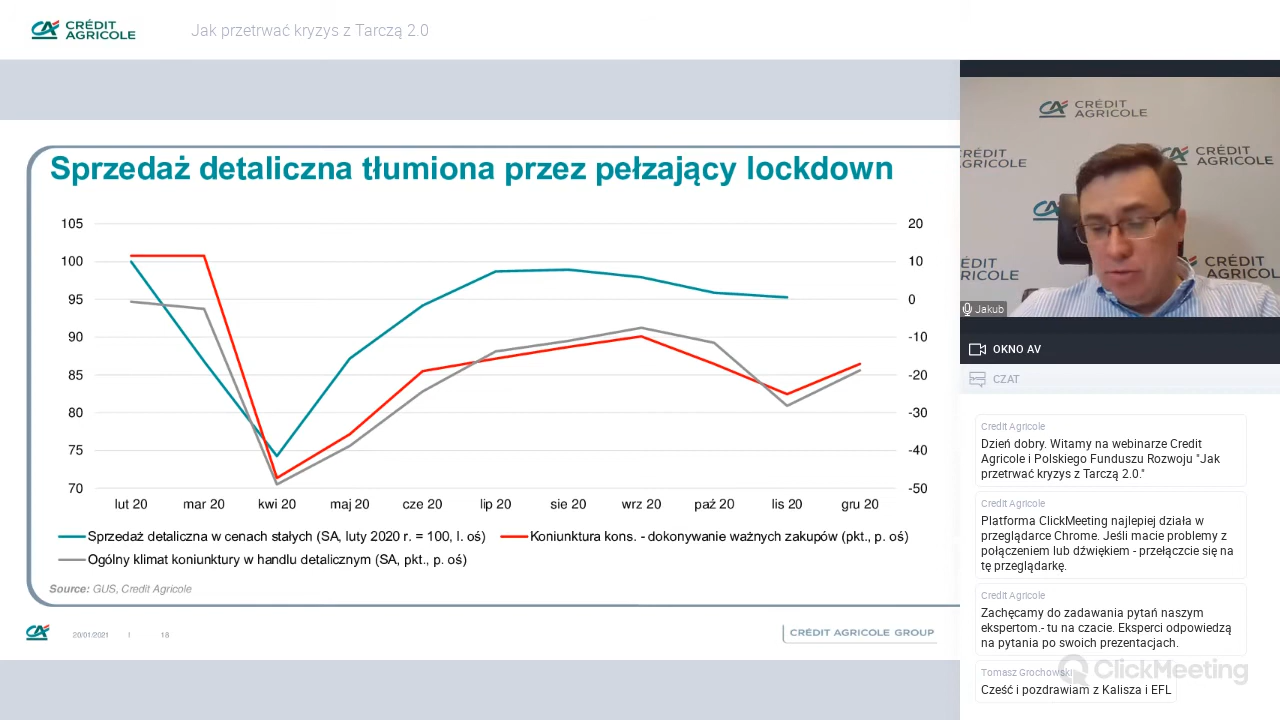 CRÉDIT
AGRICOLE
Jak przetrwać kryzys z Tarczą 2.0
Sprzedaż detaliczna tłumiona przez pełzający lockdown
105
100
95
90
85
80
75
70
20
10
0
-10
-20
-30
-40
-50
lut 20 mar 20 kwi 20 maj 20 cze 20 lip 20 sie 20 wrz 20 paź 20 lis 20 gru 20
Sprzedaż detaliczna w cenach stałych (SA, luty 2020 r. = 100, l. oś)
Koniunktura kons. - dokonywanie ważnych zakupów (pkt., p. oś)
Ogólny klimat koniunktury w handlu detalicznym (SA, pkt., p. oś)
Source: GUS, Credit Agricole
20/01/2021 | 18
CRÉDIT AGRICOLE GROUP
CRÉDIT
AGRICOLE
CRÉDIT
AGRICOLE
CRÉDIT
AGRICOLE
CRÉDIT
AGRICOLE
CRÉDIT
AGRICOLE
Jakub
OKNO AV
CZAT
Credit Agricole
Dzień dobry. Witamy na webinarze Credit
Agricole i Polskiego Funduszu Rozwoju "Jak
przetrwać kryzys z Tarczą 2.0."
Credit Agricole
Platforma ClickMeeting najlepiej działa w
przeglądarce Chrome. Jeśli macie problemy z
połączeniem lub dźwiękiem - przełączcie się na
tę przeglądarkę.
Credit Agricole
Zachęcamy do zadawania pytań naszym
ekspertom.- tu na czacie. Eksperci odpowiedzą
na pytania po swoich prezentacjach.
Tomasz Grochowski
Cześć i pozdrawiam z Kalisza i EFL
ClickMeeting